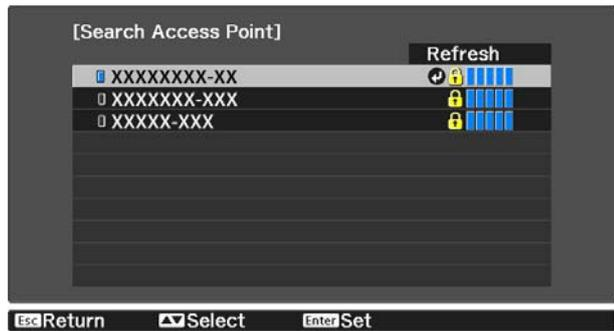 [Search Access Point]
Refresh
XXXXXXXX-XX
XXXXXXX-XXX
XXXXX-XXX
Esc Return Select Enter Set